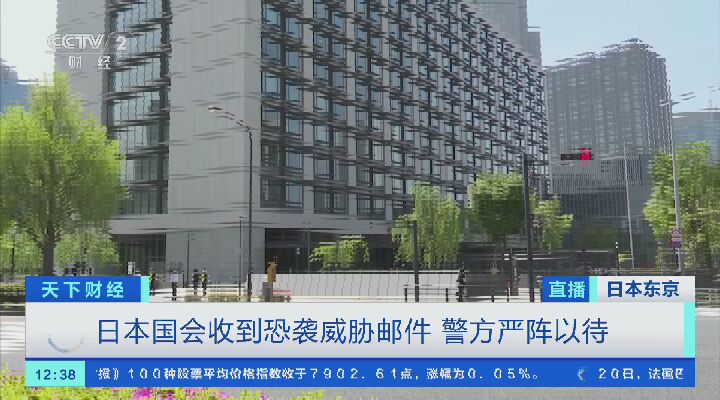 CCTV 2
财经
天下财经
直播
日本东京
日本国会收到恐袭威胁邮件 警方严阵以待
12:38
报》100种股票平均价格指数收于7902.61点，涨幅为0.05%。
20日，法国巴